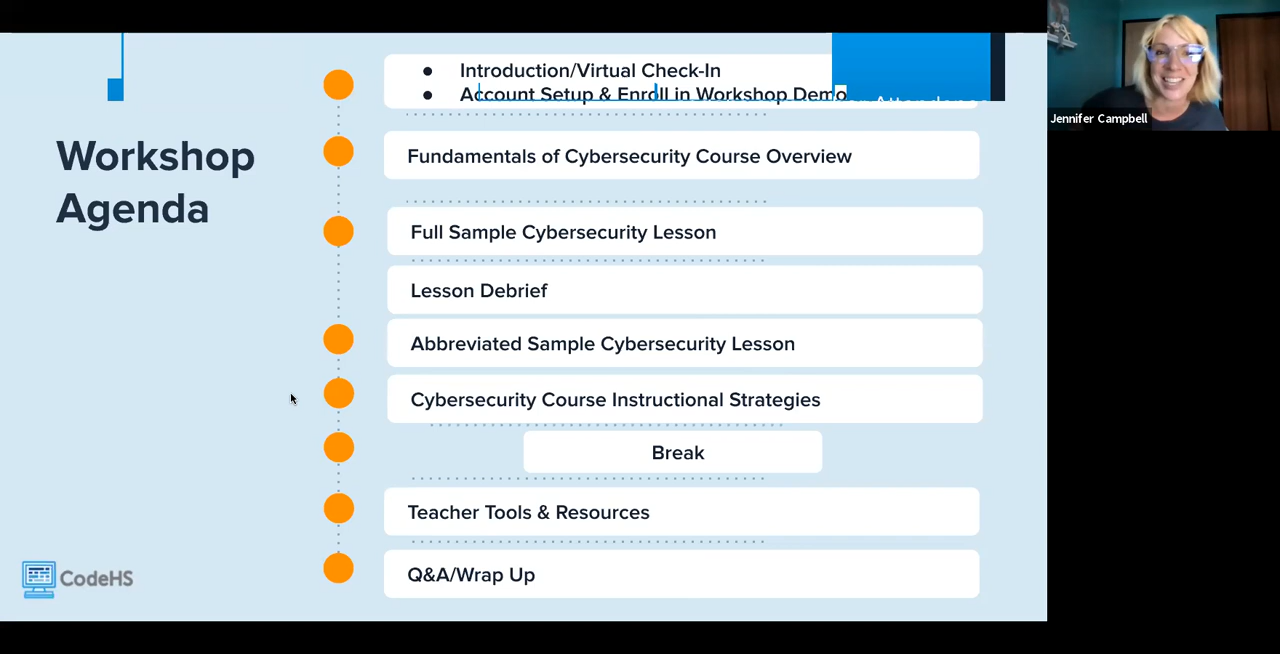 Introduction/Virtual Check-In
Account Setup & Enroll in Workshop Demo
Workshop
Agenda
Fundamentals of Cybersecurity Course Overview
Full Sample Cybersecurity Lesson
Lesson Debrief
Abbreviated Sample Cybersecurity Lesson
Cybersecurity Course Instructional Strategies
Break
Teacher Tools & Resources
Q&A/Wrap Up
CodeHS
Jennifer Campbell